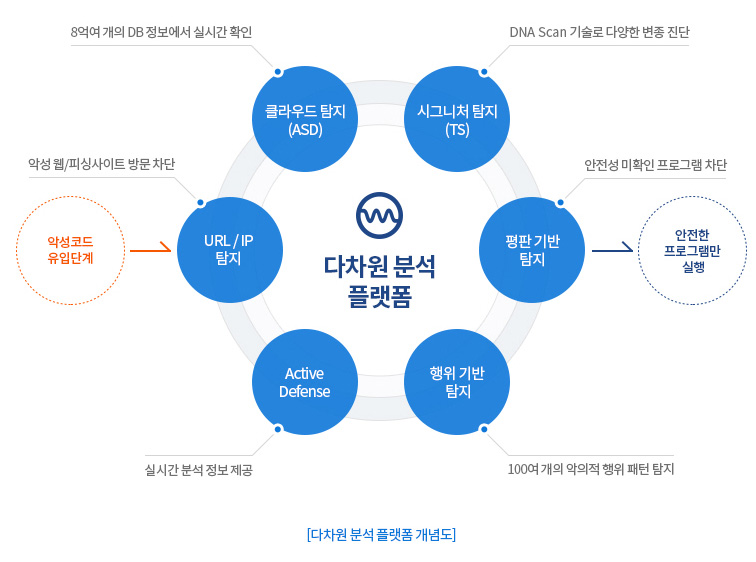 8억여 개의 DB 정보에서 실시간 확인
DNA Scan 기술로 다양한 변종 진단
클라우드 탐지
(ASD)
시그니처 탐지
(TS)
악성 웹/피싱사이트 방문 차단
안전성 미확인 프로그램 차단
악성코드
유입단계
URL / IP
탐지
다차원 분석
플랫폼
평판 기반
탐지
안전한
프로그램만
실행
Active
Defense
행위 기반
탐지
실시간 분석 정보 제공
100여 개의 악의적 행위 패턴 탐지
[다차원 분석 플랫폼 개념도]